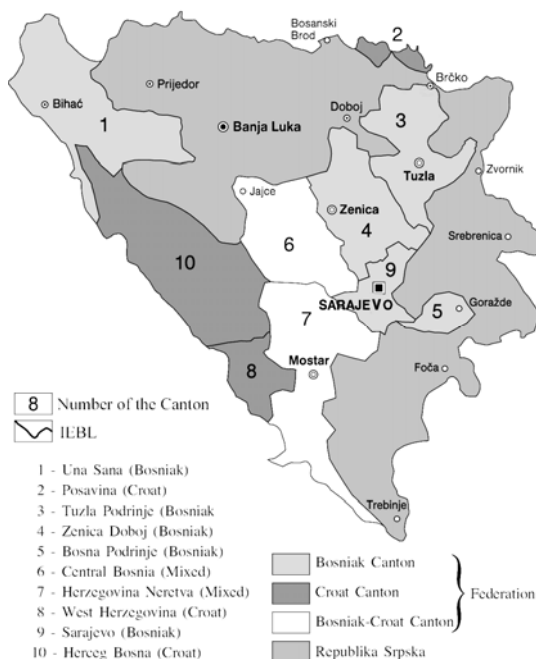 Bosanski
Brod
2
Prijedor
Brčko
Bihać
Doboj
1
Banja Luka
3
Tuzla
Zvornik
Jajce
Zenica
4
Srebrenica
6
9
10
SARAJEVO
Goražde
5
7
Mostar
Foča
8
Trebinje
8 Number of the Canton
IEBL
1 - Una Sana (Bosniak)
2 - Posavina (Croat)
3 - Tuzla Podrinje (Bosniak
4 - Zenica Doboj (Bosniak)
5 - Bosna Podrinje (Bosniak)
6 - Central Bosnia (Mixed)
7 - Herzegovina Neretva (Mixed)
8 - West Herzegovina (Croat)
9 - Sarajevo (Bosniak)
10 - Herceg Bosna (Croat)
Bosniak Canton
Croat Canton
Bosniak-Croat Canton
Federation
Republika Srpska